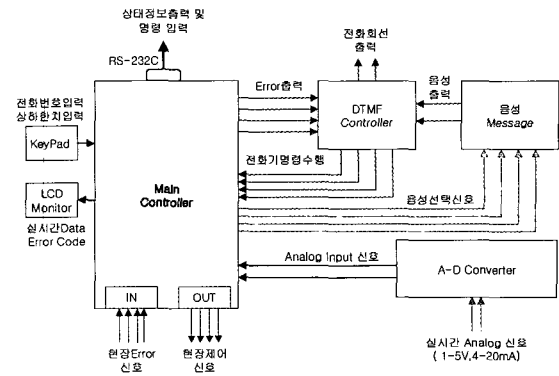 상태정보출력 및
명령 입력
RS-232C
전화회선
출력
전화번호입력
상하한치입력
KeyPad
Error출력
DTMF
Controller
음성
출력
음성
Message
전화기명령수행
Main
Controller
LCD
Monitor
실시간Data
Error Code
음성선택신호
Analog Input 신호
A-D Converter
IN
OUT
현장Error
신호
현장제어
신호
실시간 Analog 신호
( 1-5V,4-20mA)